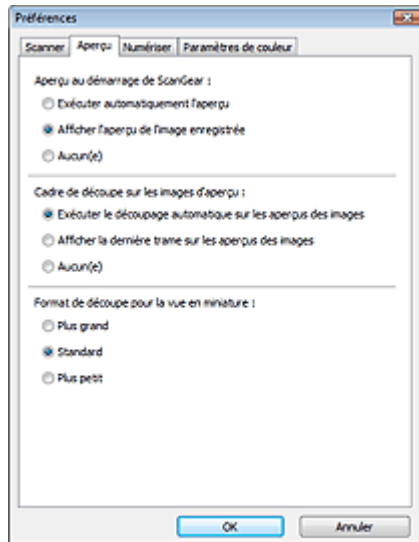 Préférences
Scanner Aperçu Numériser Paramètres de couleur
Aperçu au démarrage de ScanGear :
Exécuter automatiquement l'aperçu
Afficher l'aperçu de l'image enregistrée
Aucun(e)
Cadre de découpe sur les images d'aperçu :
Exécuter le découpage automatique sur les aperçus des images
Afficher la dernière trame sur les aperçus des images
Aucun(e)
Format de découpe pour la vue en miniature :
Plus grand
Standard
Plus petit
OK Annuler